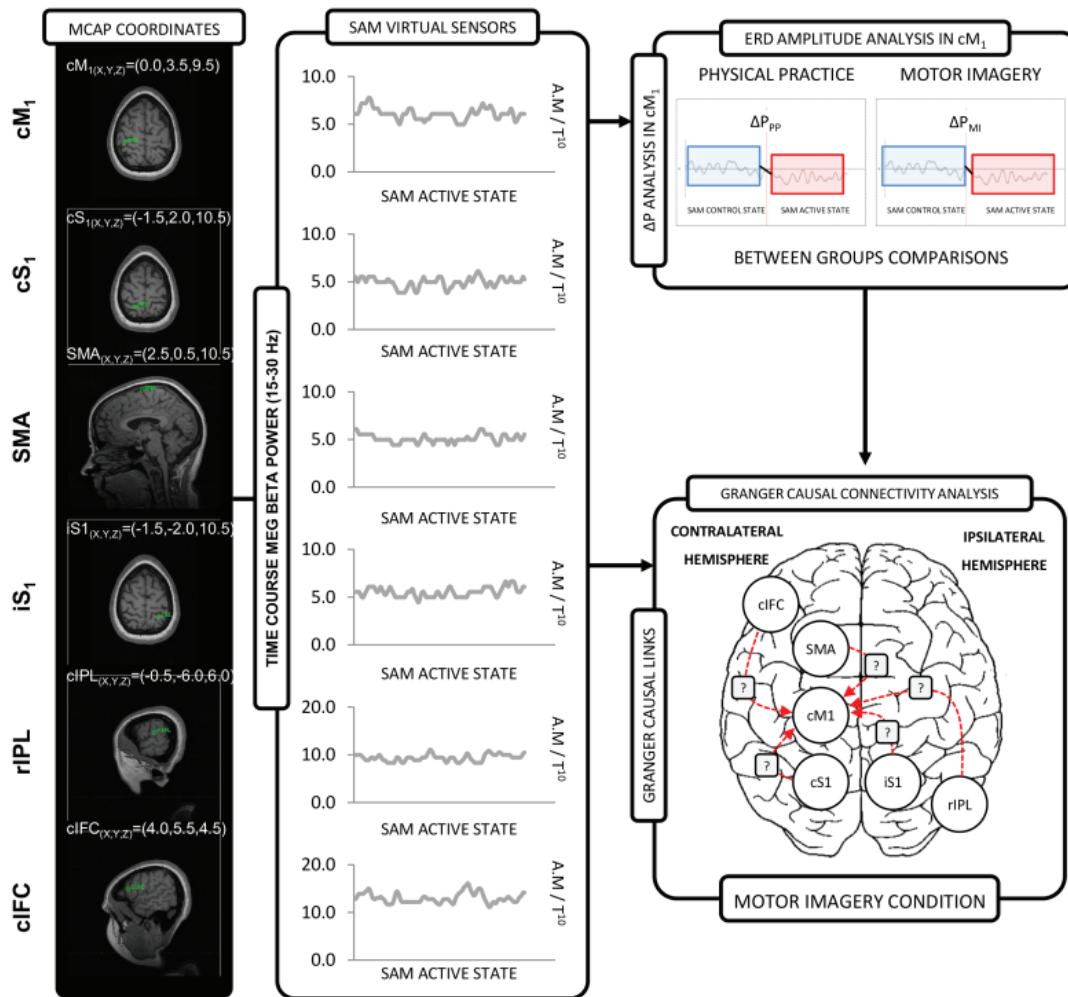 MCAP COORDINATES
cM1(X,Y,Z)=(0.0,3.5,9.5)
cM1
cS1(X,Y,Z)=(-1.5,2.0,10.5)
cS1
SMA(X,Y,Z)=(2.5,0.5,10.5)
SMA
iS1(X,Y,Z)=(-1.5,-2.0,10.5)
iS1
cIPL(X,Y,Z)=(-0.5,-6.0,6.0)
rIPL
cIFC(X,Y,Z)=(4.0,5.5,4.5)
cIFC
TIME COURSE MEG BETA POWER (15-30 Hz)
SAM VIRTUAL SENSORS
10.0
5.0
0.0
A.M / T10
SAM ACTIVE STATE
10.0
5.0
0.0
A.M / T10
SAM ACTIVE STATE
10.0
5.0
0.0
A.M / T10
SAM ACTIVE STATE
10.0
5.0
0.0
A.M / T10
SAM ACTIVE STATE
20.0
10.0
0.0
A.M / T10
SAM ACTIVE STATE
20.0
10.0
0.0
A.M / T10
SAM ACTIVE STATE
ERD AMPLITUDE ANALYSIS IN cM1
ΔP ANALYSIS IN cM1
PHYSICAL PRACTICE
MOTOR IMAGERY
ΔPPP
ΔPMI
SAM CONTROL STATE
SAM ACTIVE STATE
SAM CONTROL STATE
SAM ACTIVE STATE
BETWEEN GROUPS COMPARISONS
GRANGER CAUSAL CONNECTIVITY ANALYSIS
GRANGER CAUSAL LINKS
CONTRALATERAL
HEMISPHERE
IPSILATERAL
HEMISPHERE
cIFC
SMA
?
?
?
cM1
?
?
cS1
iS1
rIPL
MOTOR IMAGERY CONDITION